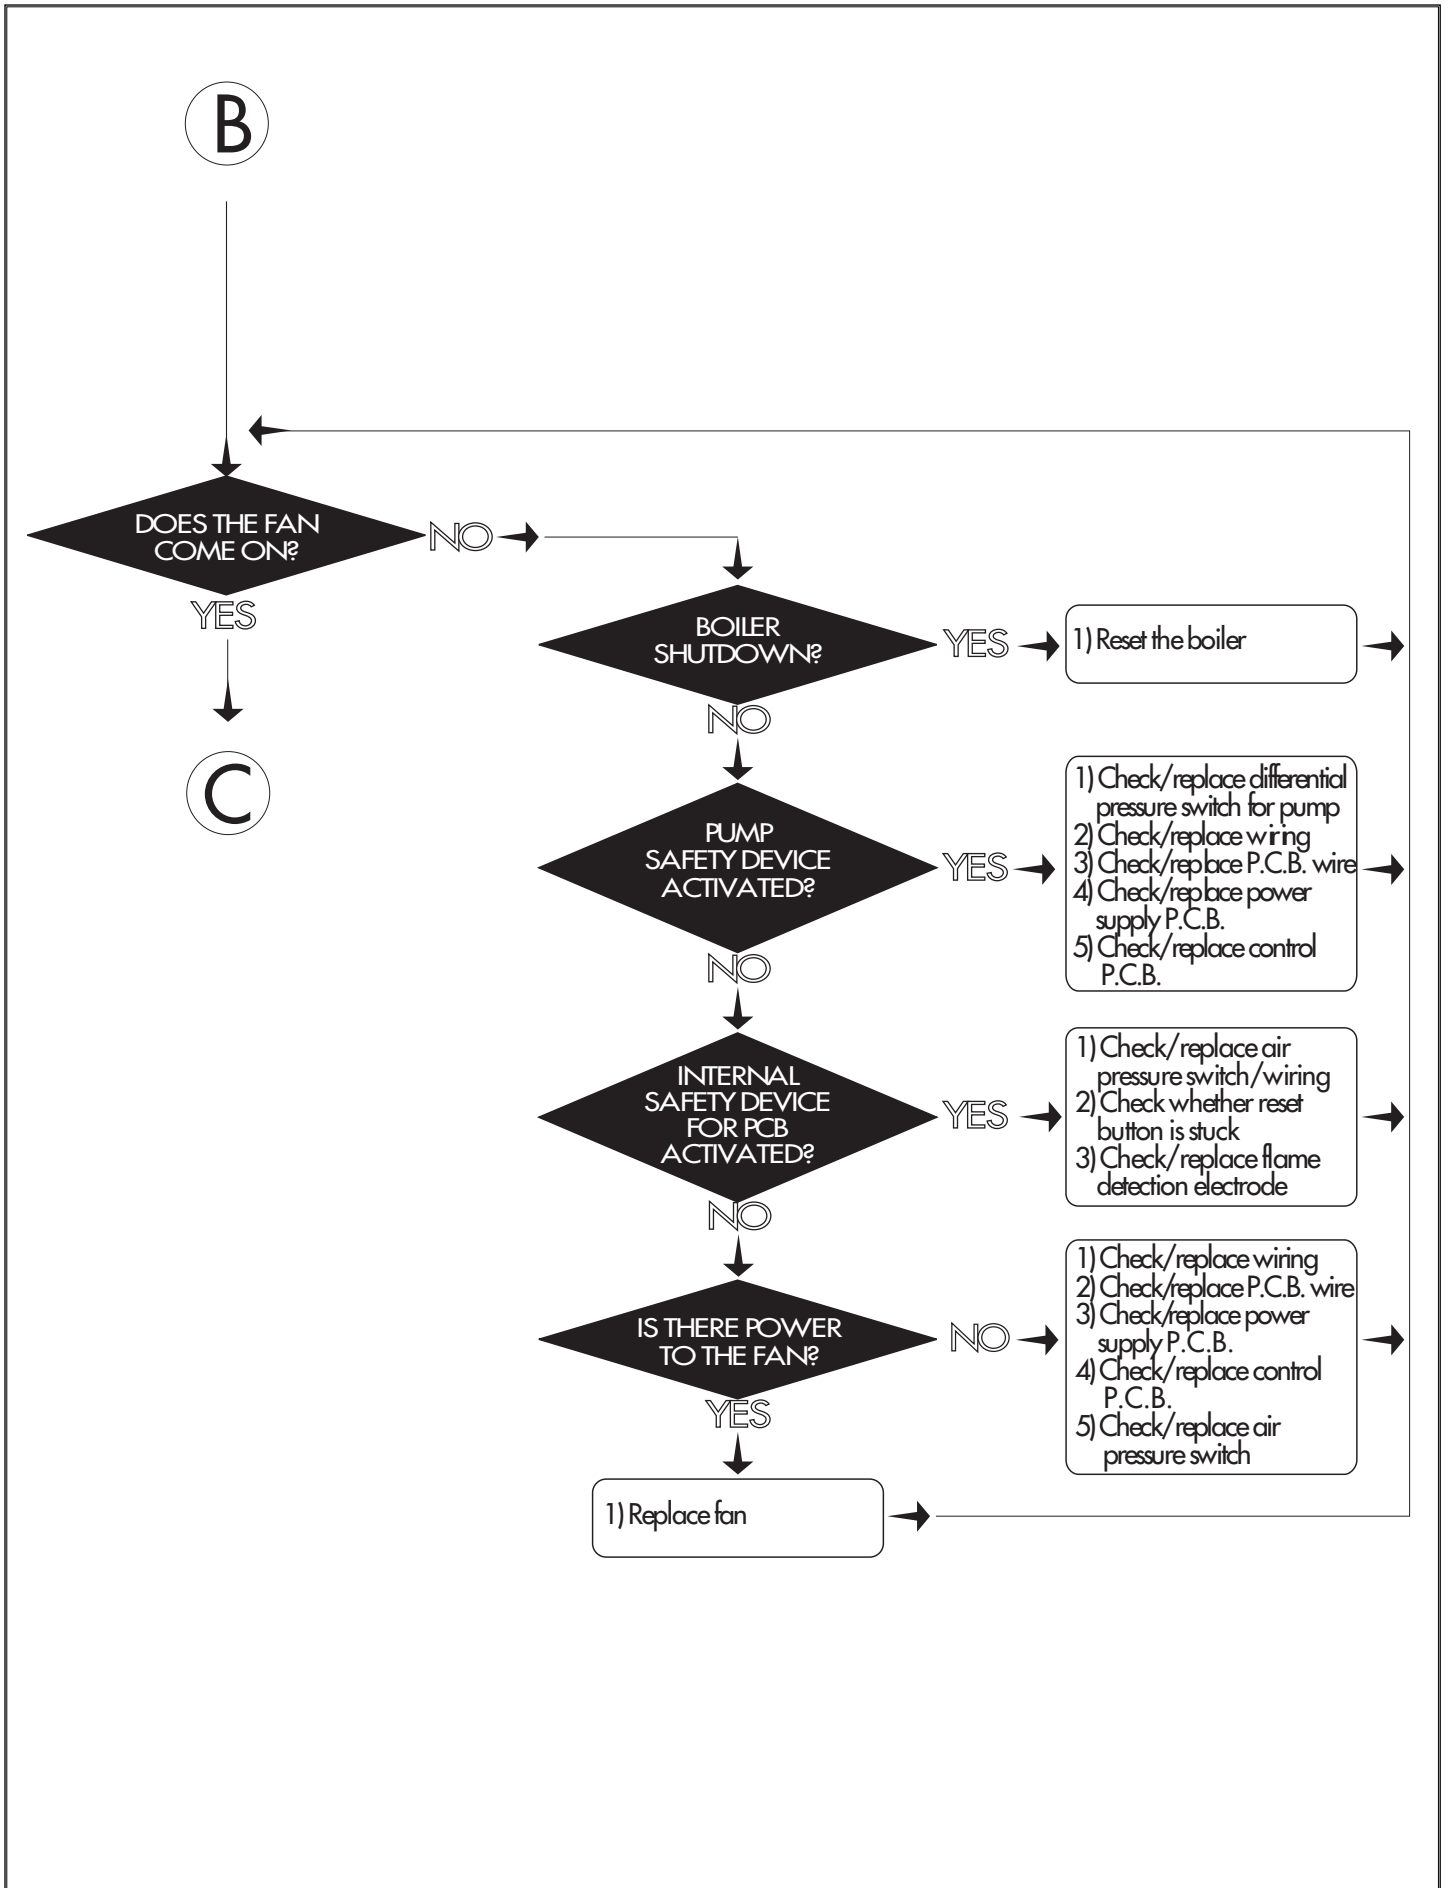 B
DOES THE FAN
COME ON?
NO
YES
C
BOILER
SHUTDOWN?
YES
1) Reset the boiler
NO
PUMP
SAFETY DEVICE
ACTIVATED?
YES
1) Check/replace differential
pressure switch for pump
2) Check/replace wiring
3) Check/replace P.C.B. wire
4) Check/replace power
supply P.C.B.
5) Check/replace control
P.C.B.
NO
INTERNAL
SAFETY DEVICE
FOR PCB
ACTIVATED?
YES
1) Check/replace air
pressure switch/wiring
2) Check whether reset
button is stuck
3) Check/replace flame
detection electrode
NO
IS THERE POWER
TO THE FAN?
NO
1) Check/replace wiring
2) Check/replace P.C.B. wire
3) Check/replace power
supply P.C.B.
4) Check/replace control
P.C.B.
5) Check/replace air
pressure switch
YES
1) Replace fan